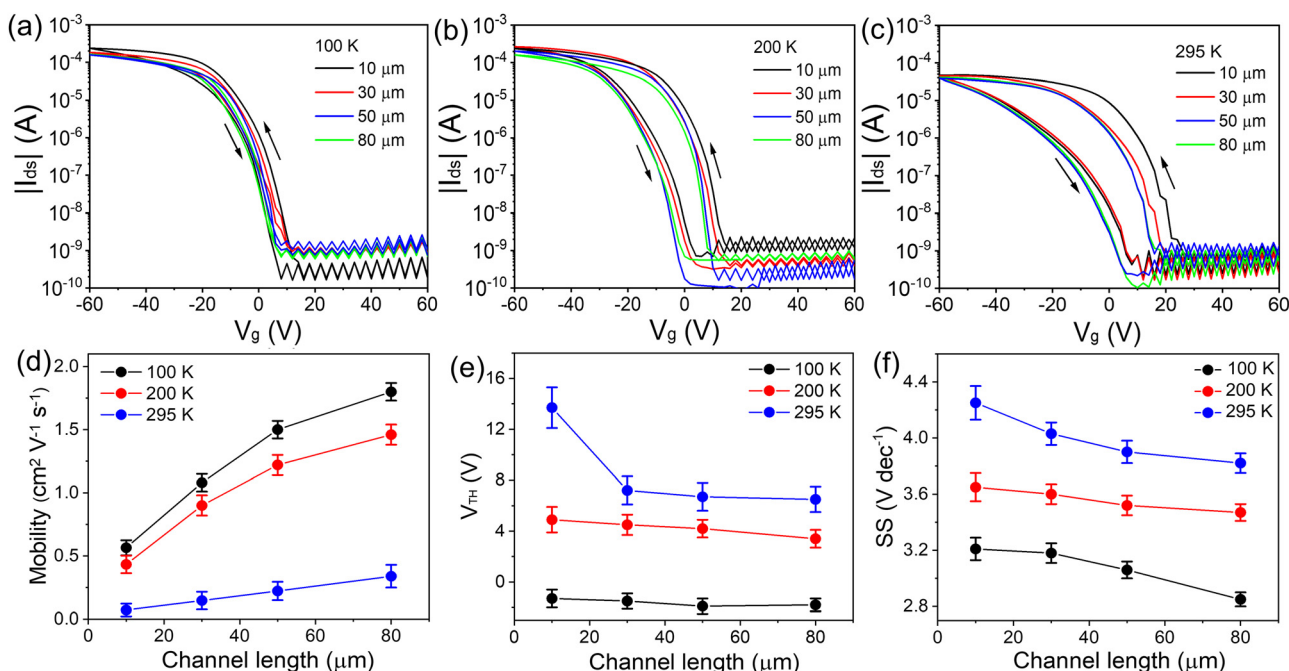 (a)
100 K
10 μm
30 μm
50 μm
80 μm
|I_ds| (A)
10⁻³
10⁻⁴
10⁻⁵
10⁻⁶
10⁻⁷
10⁻⁸
10⁻⁹
10⁻¹⁰
-60 -40 -20 0 20 40 60
V_g (V)
(b)
200 K
10 μm
30 μm
50 μm
80 μm
|I_ds| (A)
10⁻³
10⁻⁴
10⁻⁵
10⁻⁶
10⁻⁷
10⁻⁸
10⁻⁹
10⁻¹⁰
-60 -40 -20 0 20 40 60
V_g (V)
(c)
295 K
10 μm
30 μm
50 μm
80 μm
|I_ds| (A)
10⁻³
10⁻⁴
10⁻⁵
10⁻⁶
10⁻⁷
10⁻⁸
10⁻⁹
10⁻¹⁰
-60 -40 -20 0 20 40 60
V_g (V)
(d)
100 K
200 K
295 K
Mobility (cm² V⁻¹ s⁻¹)
2.0
1.5
1.0
0.5
0.0
0 20 40 60 80
Channel length (μm)
(e)
100 K
200 K
295 K
V_TH (V)
16
12
8
4
0
0 20 40 60 80
Channel length (μm)
(f)
100 K
200 K
295 K
SS (V dec⁻¹)
4.4
4.0
3.6
3.2
2.8
0 20 40 60 80
Channel length (μm)